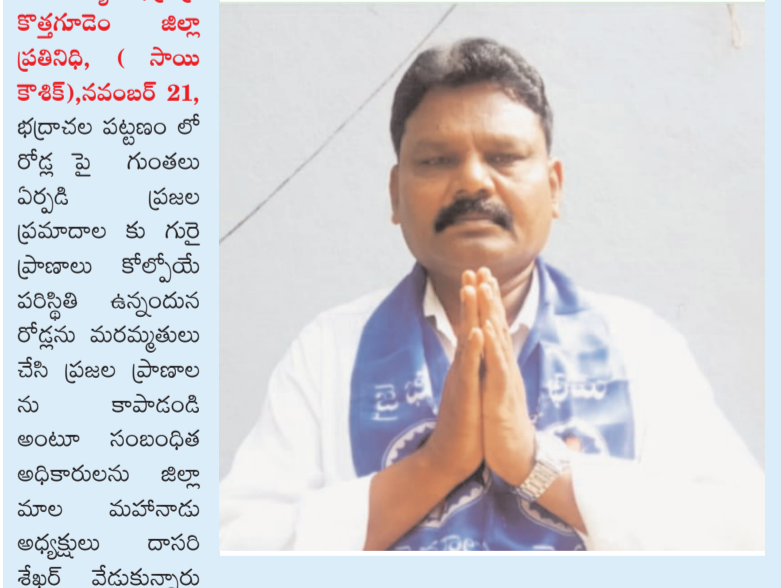 కొత్తగూడెం జిల్లా
ప్రతినిధి, ( సాయి
కౌశిక్),నవంబర్ 21,
భద్రాచల పట్టణం లో
రోడ్ల పై గుంతలు
ఏర్పడి ప్రజల
ప్రమాదాల కు గురై
ప్రాణాలు కోల్పోయే
పరిస్థితి ఉన్నందున
రోడ్లను మరమ్మతులు
చేసి ప్రజల ప్రాణాల
ను కాపాడండి
అంటూ సంబంధిత
అధికారులను జిల్లా
మాల మహానాడు
అధ్యక్షులు దాసరి
శేఖర్ వేడుకున్నారు
జై భీ